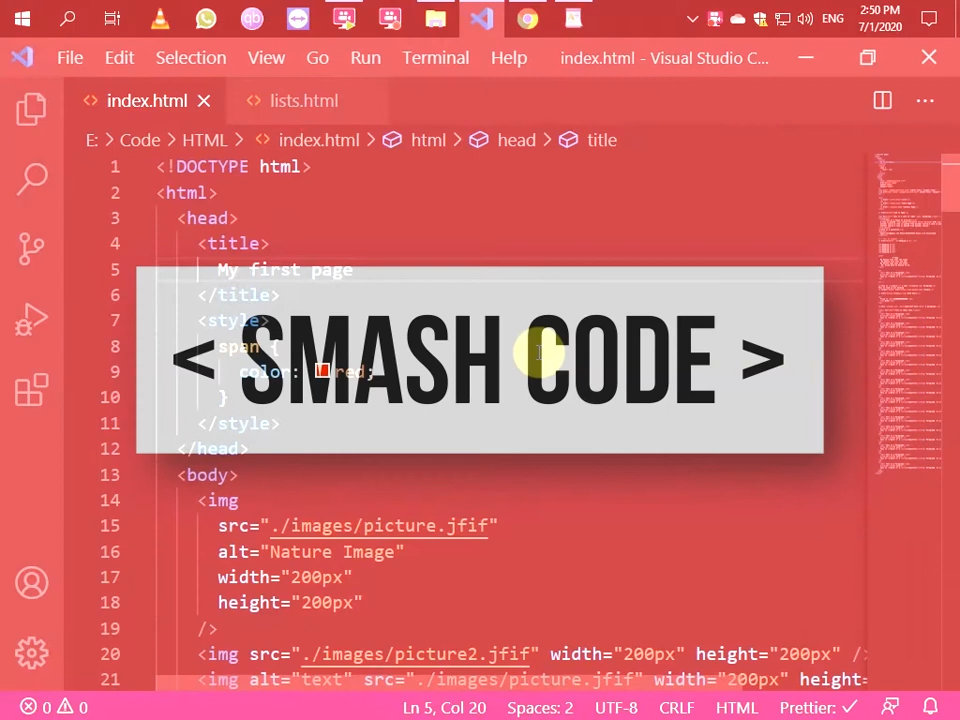 2:50 PM
ENG
7/1/2020
File Edit Selection View Go Run Terminal Help index.html - Visual Studio C...
index.html lists.html
E: > Code > HTML > index.html > html > head > title
1 <!DOCTYPE html>
2 <html>
3 <head>
4 <title>
5 My first page
6 </title>
7 <style>
8 span {
9 color: red;
10 }
11 </style>
< SMASH CODE >
12 </head>
13 <body>
14 <img
15 src="./images/picture.jfif"
16 alt="Nature Image"
17 width="200px"
18 height="200px"
19 />
20 <img src="./images/picture2.jfif" width="200px" height="200px" />
21 <img alt="text" src="./images/picture.jfif" width="200px" height=
0 0 Ln 5, Col 20 Spaces: 2 UTF-8 CRLF HTML Prettier: ✓